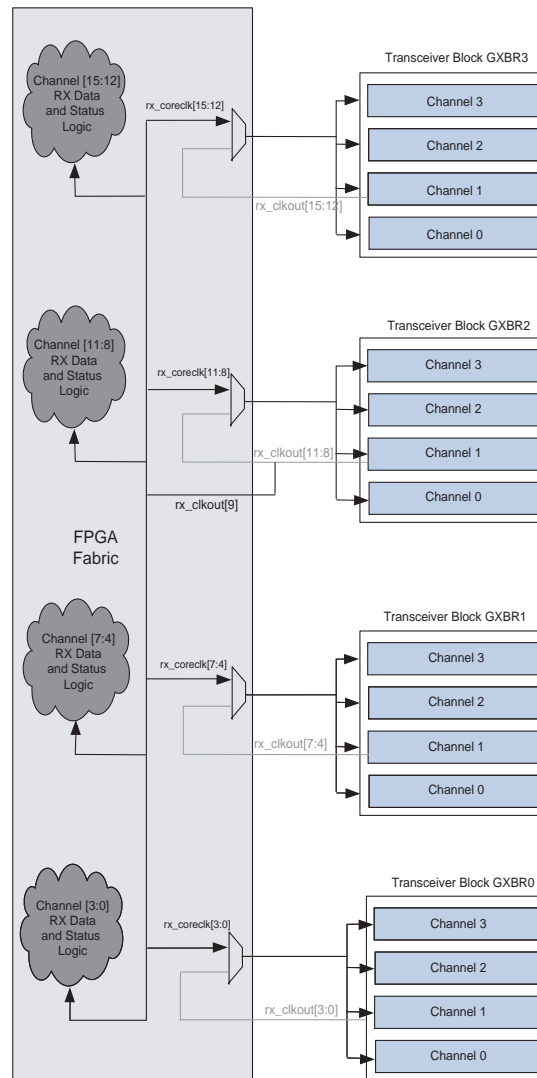 Transceiver Block GXBR3
Channel [15:12]
RX Data
and Status
Logic
rx_coreclk[15:12]
rx_clkout[15:12]
Channel 3
Channel 2
Channel 1
Channel 0
Transceiver Block GXBR2
Channel [11:8]
RX Data
and Status
Logic
rx_coreclk[11:8]
rx_clkout[11:8]
rx_clkout[9]
Channel 3
Channel 2
Channel 1
Channel 0
FPGA
Fabric
Transceiver Block GXBR1
Channel [7:4]
RX Data
and Status
Logic
rx_coreclk[7:4]
rx_clkout[7:4]
Channel 3
Channel 2
Channel 1
Channel 0
Transceiver Block GXBR0
Channel [3:0]
RX Data
and Status
Logic
rx_coreclk[3:0]
rx_clkout[3:0]
Channel 3
Channel 2
Channel 1
Channel 0